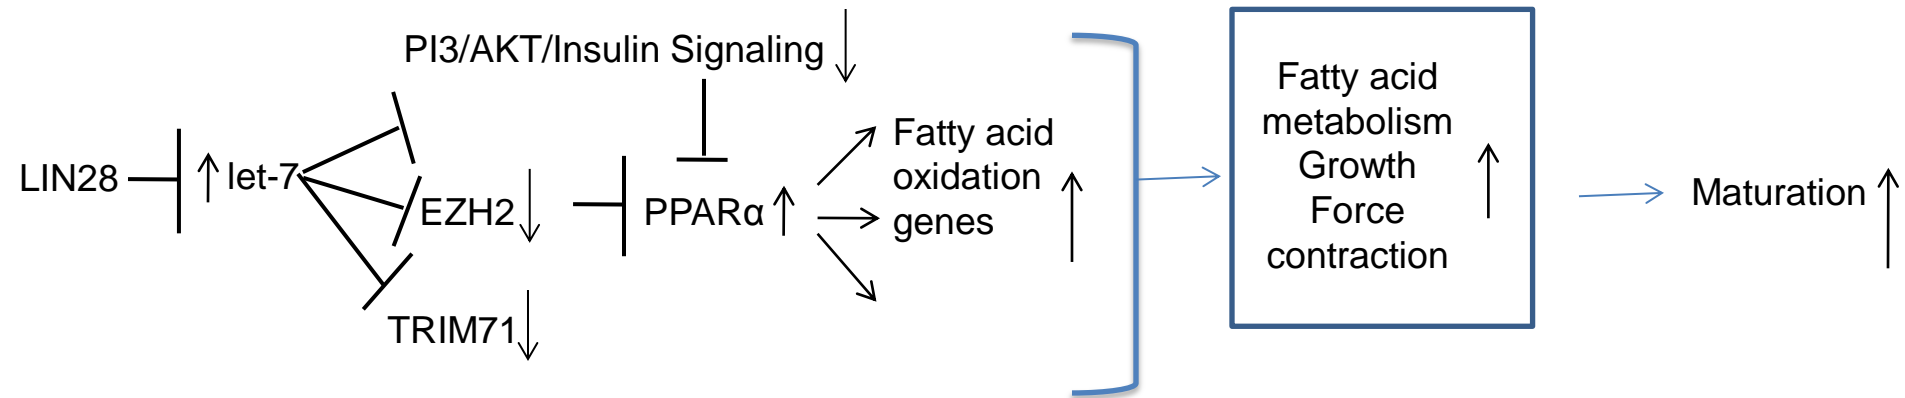 PI3/AKT/Insulin Signaling
LIN28
let-7
EZH2
TRIM71
PPARα
Fatty acid
oxidation
genes
Fatty acid
metabolism
Growth
Force
contraction
Maturation